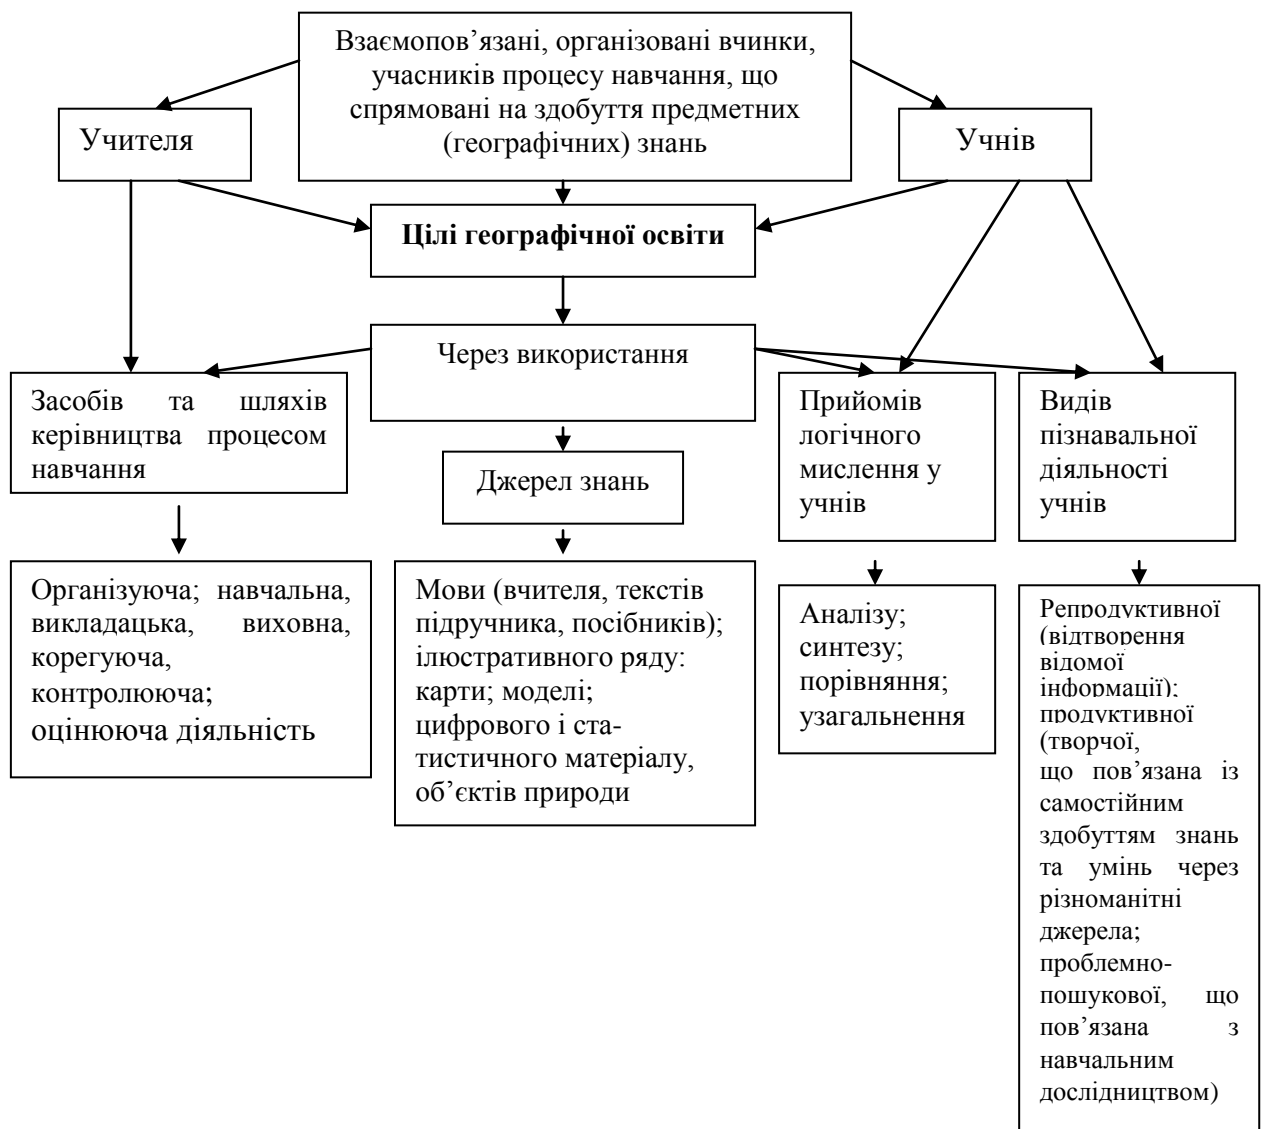 Взаємопов’язані, організовані вчинки,
учасників процесу навчання, що
спрямовані на здобуття предметних
(географічних) знань
Учителя
Учнів
Цілі географічної освіти
Через використання
Засобів та шляхів
керівництва процесом
навчання
Джерел знань
Прийомів
логічного
мислення у
учнів
Видів
пізнавальної
діяльності
учнів
Організуюча; навчальна,
викладацька, виховна,
корегуюча,
контролююча;
оцінююча діяльність
Мови (вчителя, текстів
підручника, посібників);
ілюстративного ряду:
карти; моделі;
цифрового і ста-
тистичного матеріалу,
об’єктів природи
Аналізу;
синтезу;
порівняння;
узагальнення
Репродуктивної
(відтворення
відомої
інформації);
продуктивної
(творчої,
що пов’язана із
самостійним
здобуттям знань
та умінь через
різноманітні
джерела;
проблемно-
пошукової, що
пов’язана з
навчальним
дослідництвом)